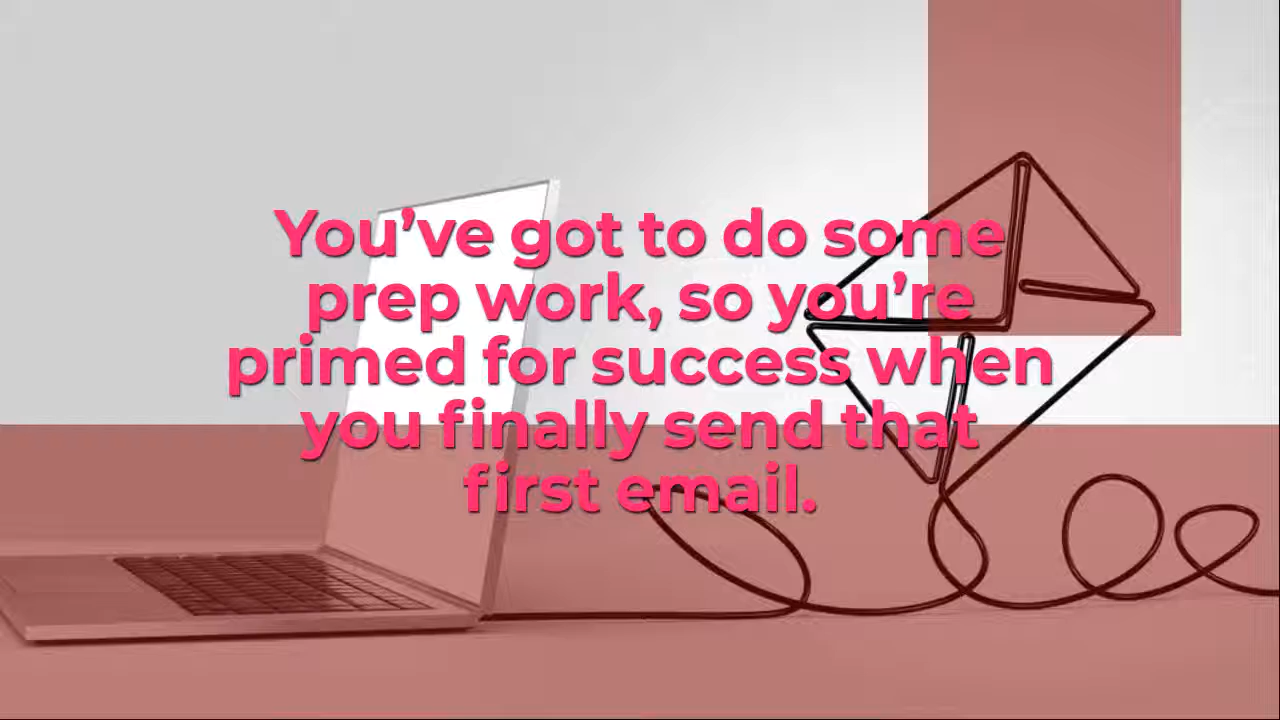 You’ve got to do some
prep work, so you’re
primed for success when
you finally send that
first email.